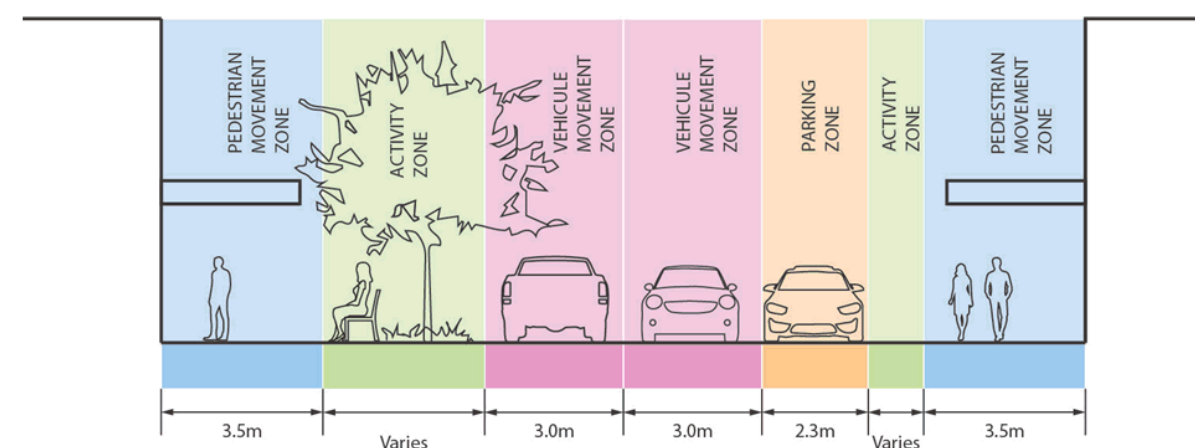 PEDESTRIAN
MOVEMENT
ZONE
ACTIVITY
ZONE
VEHICULE
MOVEMENT
ZONE
VEHICULE
MOVEMENT
ZONE
PARKING
ZONE
ACTIVITY
ZONE
PEDESTRIAN
MOVEMENT
ZONE
3.5m
Varies
3.0m
3.0m
2.3m
Varies
3.5m